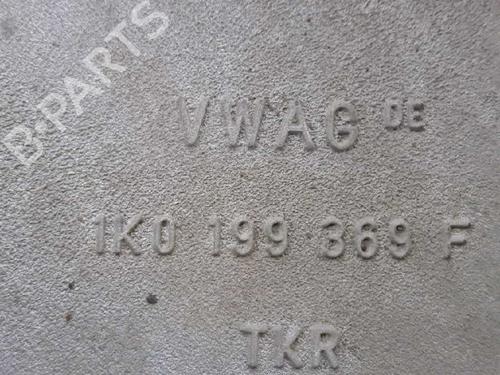 B-PARTS
VWAG DE
1K0 199 369 F
TKR